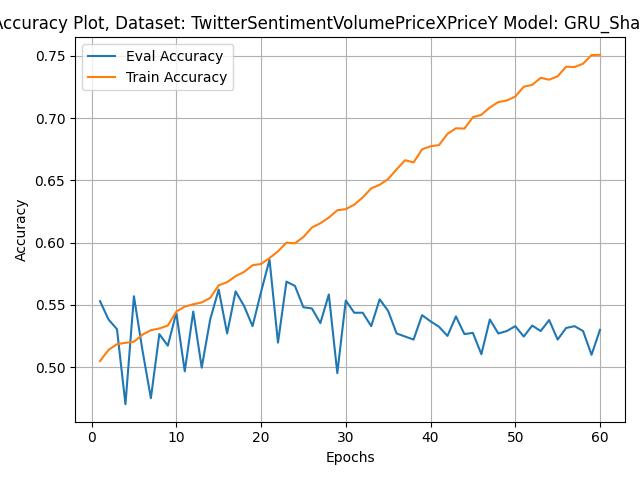 Accuracy Plot, Dataset: TwitterSentimentVolumePriceXPriceY Model: GRU_Sha
Eval Accuracy
Train Accuracy
Accuracy
0.75
0.70
0.65
0.60
0.55
0.50
0 10 20 30 40 50 60
Epochs